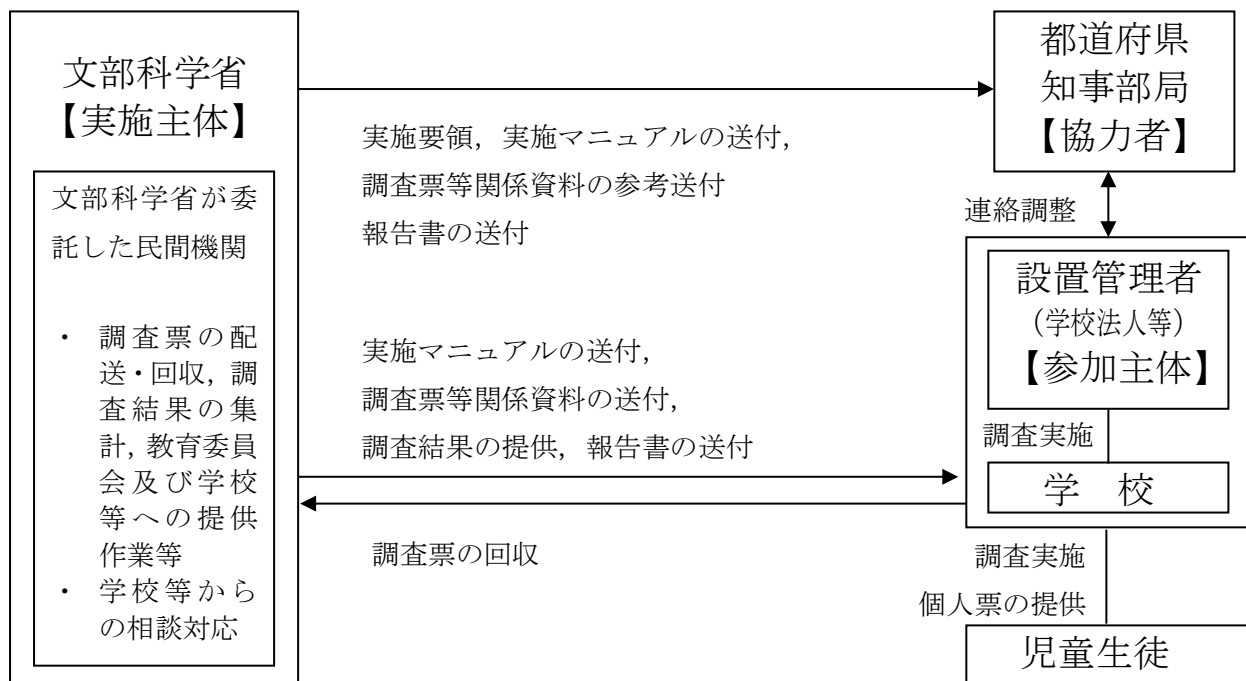 文部科学省
【実施主体】
文部科学省が委
託した民間機関
・ 調査票の配
送・回収，調
査結果の集
計，教育委員
会及び学校
等への提供
作業等
・ 学校等から
の相談対応
実施要領，実施マニュアルの送付，
調査票等関係資料の参考送付
報告書の送付
実施マニュアルの送付，
調査票等関係資料の送付，
調査結果の提供，報告書の送付
調査票の回収
都道府県
知事部局
【協力者】
連絡調整
設置管理者
（学校法人等）
【参加主体】
調査実施
学　校
調査実施
個人票の提供
児童生徒